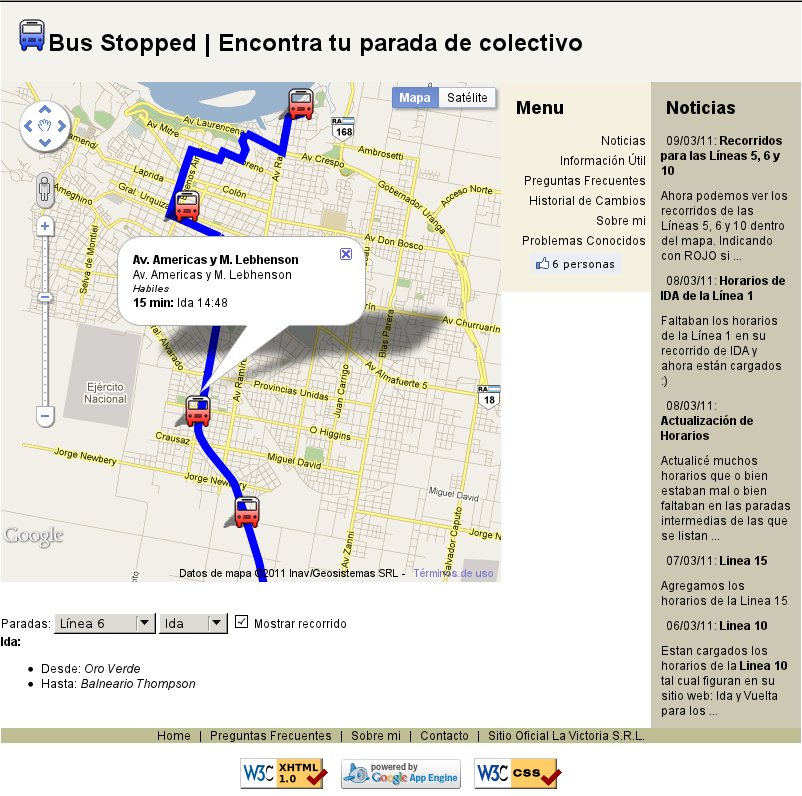 Bus Stopped | Encontra tu parada de colectivo
Mapa
Satélite
RA
168
Av Laurencena
Av Mitre
Av Crespo
Ambrosetti
Laprida
Gral. Urquiza
Colón
Gobernador Uranga
Acceso Norte
Ameghino
Selva de Montiel
Av Don Bosco
Av. Americas y M. Lebhenson
Av. Americas y M. Lebhenson
Habiles
15 min: Ida 14:48
Av Churruarín
Blas Parera
Av Almafuerte 5
Provincias Unidas
Juan Carrigo
RA
18
Ejército
Nacional
Crausaz
O Higgins
Miguel David
Jorge Newbery
Jorge Newbery
Miguel David
Salvador Caputo
Av Zanni
Google
Datos de mapa ©2011 Inav/Geosistemas SRL - Términos de uso
Paradas: Línea 6 Ida Mostrar recorrido
Ida:
Desde: Oro Verde
Hasta: Balneario Thompson
Menu
Noticias
Información Útil
Preguntas Frecuentes
Historial de Cambios
Sobre mi
Problemas Conocidos
6 personas
Noticias
09/03/11: Recorridos
para las Líneas 5, 6 y
10
Ahora podemos ver los
recorridos de las
Líneas 5, 6 y 10 dentro
del mapa. Indicando
con ROJO si ...
08/03/11: Horarios de
IDA de la Línea 1
Faltaban los horarios
de la Línea 1 en su
recorrido de IDA y
ahora están cargados
:)
08/03/11:
Actualización de
Horarios
Actualicé muchos
horarios que o bien
estaban mal o bien
faltaban en las paradas
intermedias de las que
se listan ...
07/03/11: Linea 15
Agregamos los
horarios de la Linea 15
06/03/11: Linea 10
Estan cargados los
horarios de la Linea 10
tal cual figuran en su
sitio web: Ida y Vuelta
para los ...
Home | Preguntas Frecuentes | Sobre mi | Contacto | Sitio Oficial La Victoria S.R.L.
W3C XHTML 1.0
powered by
Google App Engine
W3C CSS